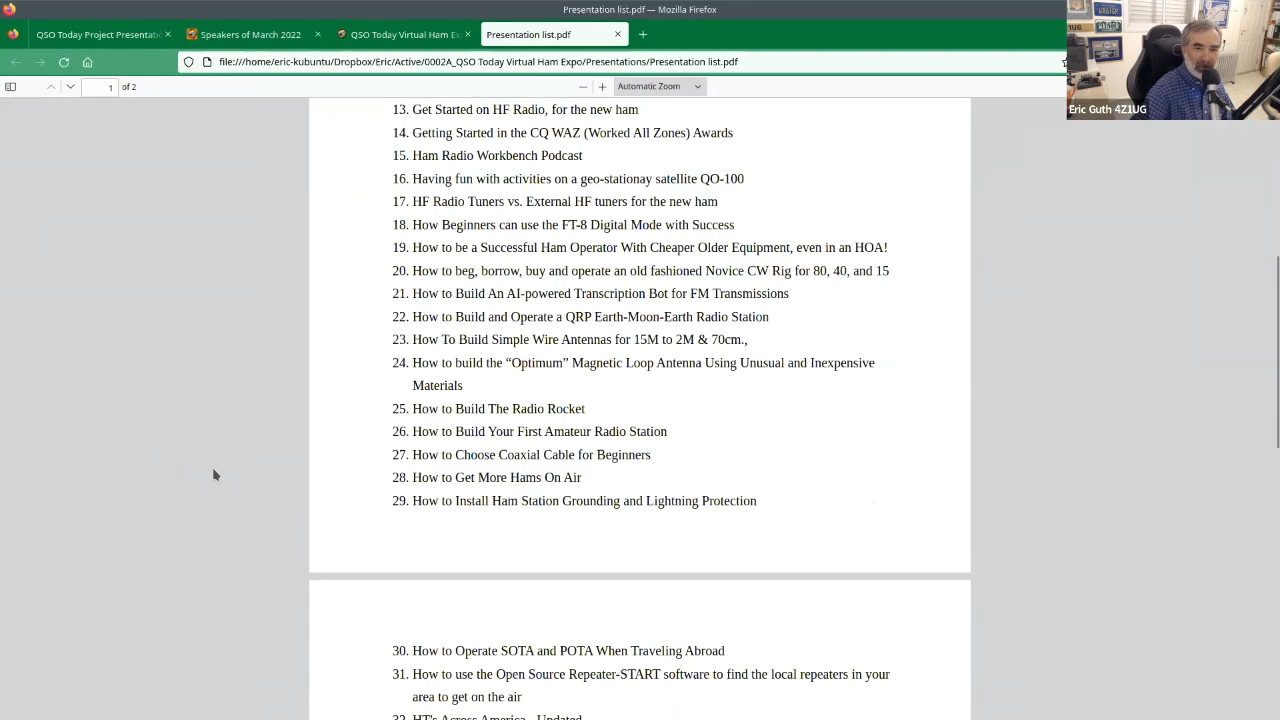 Presentation list.pdf — Mozilla Firefox
QSO Today Project Presentatio
Speakers of March 2022
QSO Today Virtual Ham Ex
Presentation list.pdf
file:///home/eric-kubuntu/Dropbox/Eric/Active/0002A_QSO Today Virtual Ham Expo/Presentations/Presentation list.pdf
1 of 2
Automatic Zoom
Eric Guth 4Z1UG
13. Get Started on HF Radio, for the new ham
14. Getting Started in the CQ WAZ (Worked All Zones) Awards
15. Ham Radio Workbench Podcast
16. Having fun with activities on a geo-stationay satellite QO-100
17. HF Radio Tuners vs. External HF tuners for the new ham
18. How Beginners can use the FT-8 Digital Mode with Success
19. How to be a Successful Ham Operator With Cheaper Older Equipment, even in an HOA!
20. How to beg, borrow, buy and operate an old fashioned Novice CW Rig for 80, 40, and 15
21. How to Build An AI-powered Transcription Bot for FM Transmissions
22. How to Build and Operate a QRP Earth-Moon-Earth Radio Station
23. How To Build Simple Wire Antennas for 15M to 2M & 70cm.,
24. How to build the “Optimum” Magnetic Loop Antenna Using Unusual and Inexpensive
Materials
25. How to Build The Radio Rocket
26. How to Build Your First Amateur Radio Station
27. How to Choose Coaxial Cable for Beginners
28. How to Get More Hams On Air
29. How to Install Ham Station Grounding and Lightning Protection
30. How to Operate SOTA and POTA When Traveling Abroad
31. How to use the Open Source Repeater-START software to find the local repeaters in your
area to get on the air
32. HT's Across America - Updated